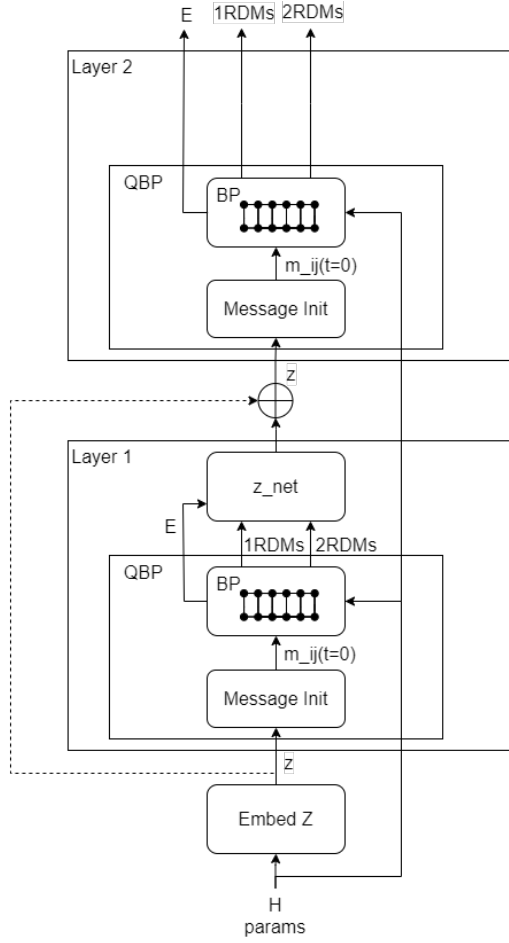 E
1RDMs
2RDMs
Layer 2
QBP
BP
m_ij(t=0)
Message Init
z
Layer 1
z_net
E
1RDMs
2RDMs
QBP
BP
m_ij(t=0)
Message Init
z
Embed Z
H
params